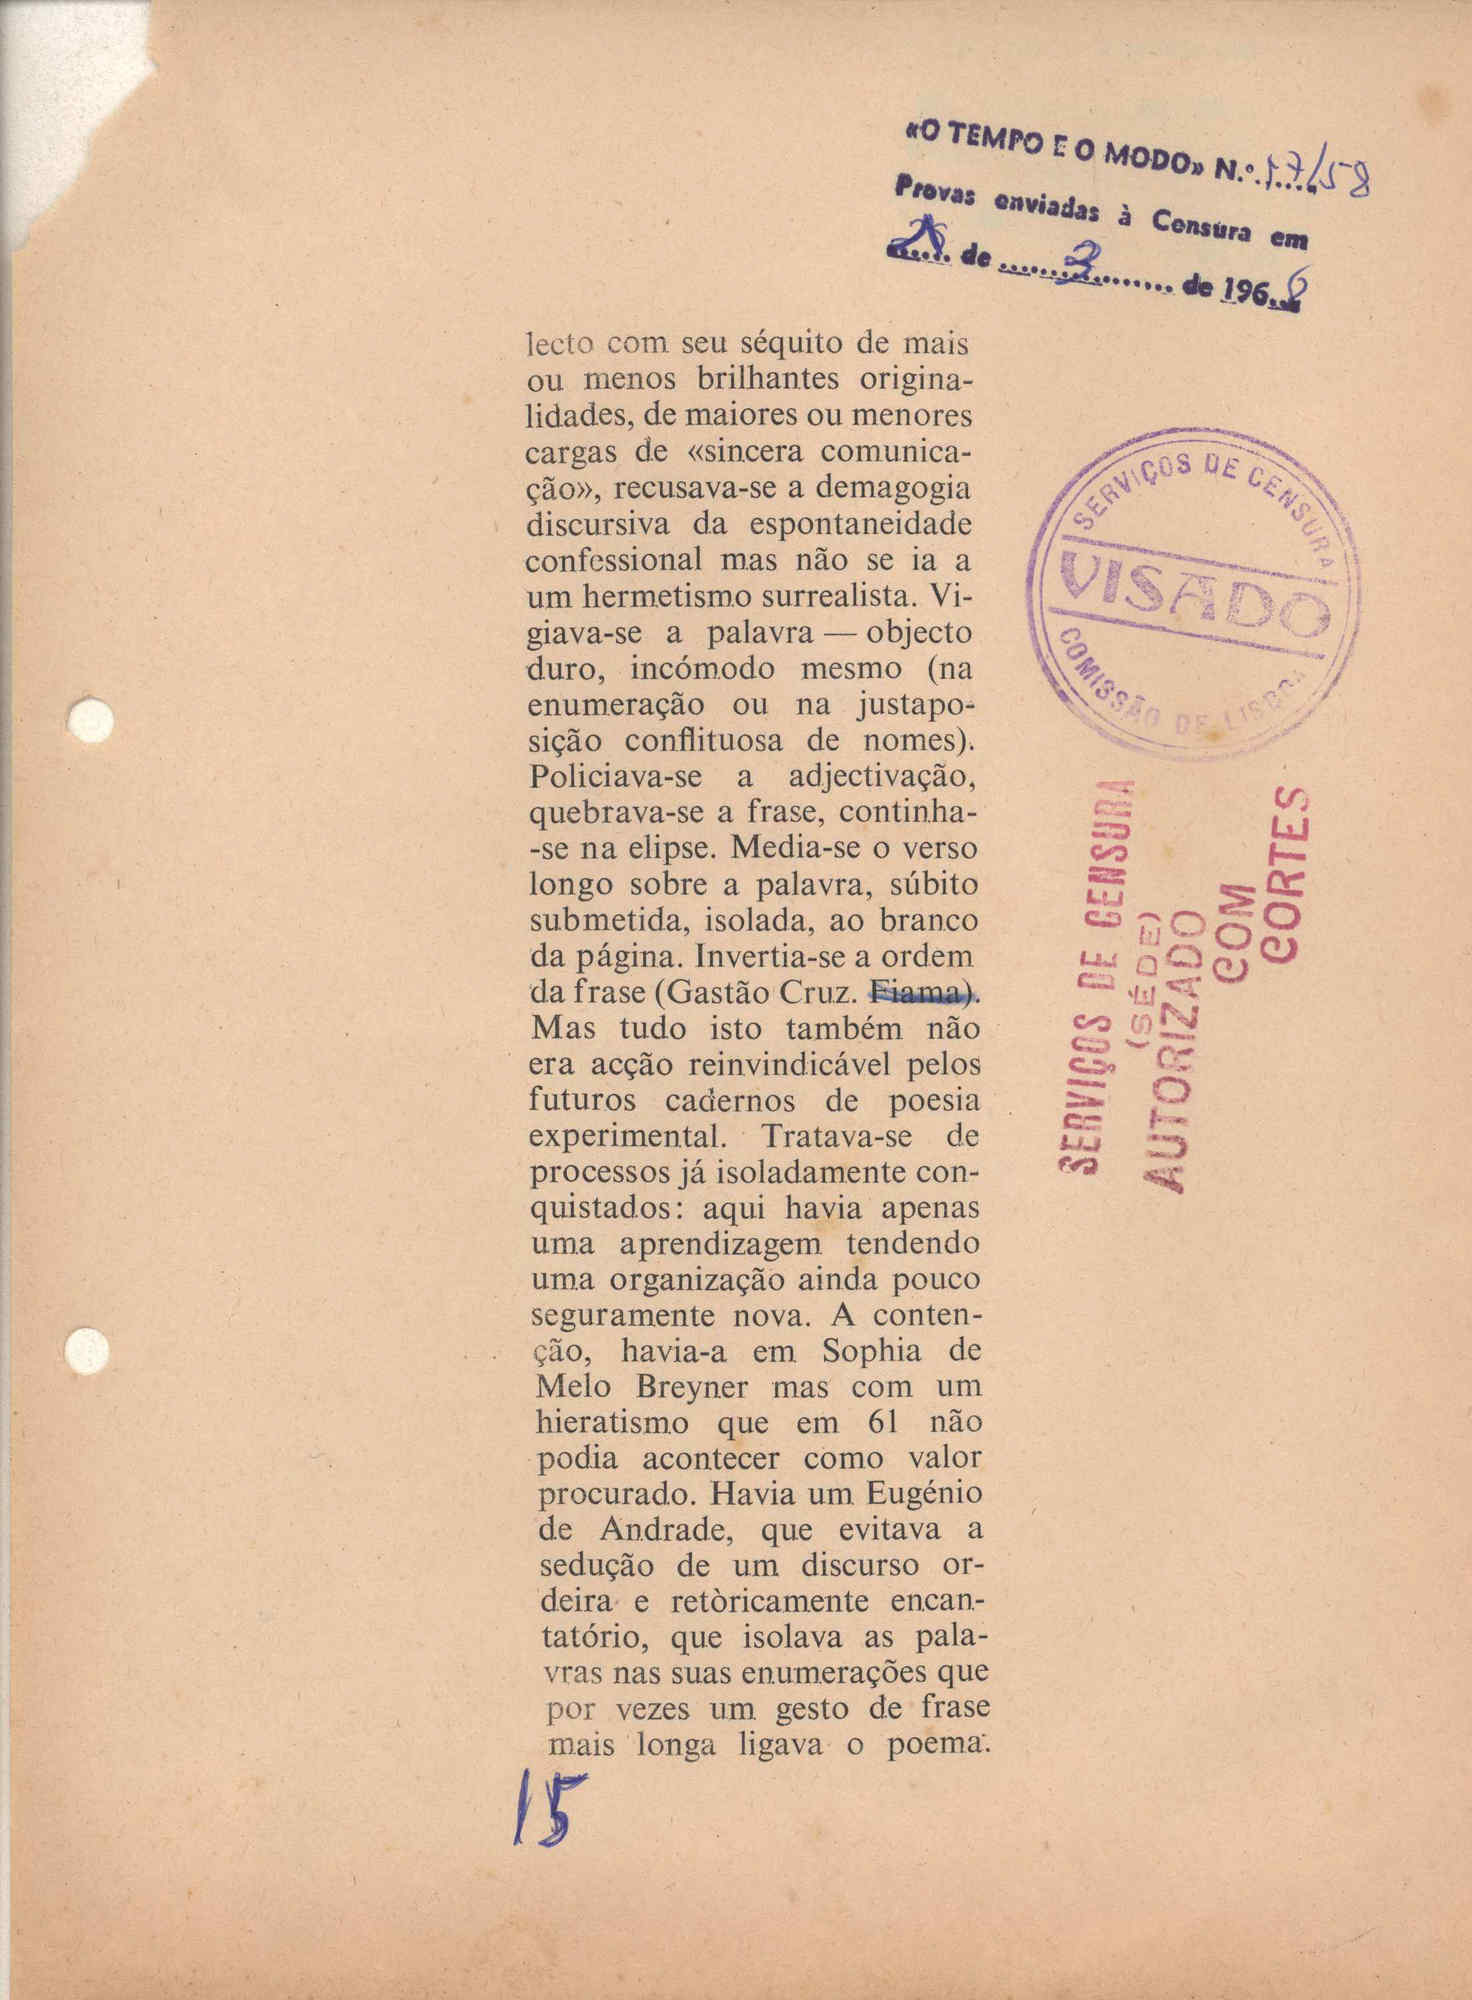 «O TEMPO E O MODO» N.º 57/58
Provas enviadas à Censura em
de 3 de 1968
lecto com seu séquito de mais
ou menos brilhantes origina-
lidades, de maiores ou menores
cargas de «sincera comunica-
ção», recusava-se a demagogia
discursiva da espontaneidade
confessional mas não se ia a
um hermetismo surrealista. Vi-
giava-se a palavra — objecto
duro, incómodo mesmo (na
enumeração ou na justapo-
sição conflituosa de nomes).
Policiava-se a adjectivação,
quebrava-se a frase, continha-
-se na elipse. Media-se o verso
longo sobre a palavra, súbito
submetida, isolada, ao branco
da página. Invertia-se a ordem
da frase (Gastão Cruz. Fiama).
Mas tudo isto também não
era acção reinvindicável pelos
futuros cadernos de poesia
experimental. Tratava-se de
processos já isoladamente con-
quistados: aqui havia apenas
uma aprendizagem tendendo
uma organização ainda pouco
seguramente nova. A conten-
ção, havia-a em Sophia de
Melo Breyner mas com um
hieratismo que em 61 não
podia acontecer como valor
procurado. Havia um Eugénio
de Andrade, que evitava a
sedução de um discurso or-
deira e retòricamente encan-
tatório, que isolava as pala-
vras nas suas enumerações que
por vezes um gesto de frase
mais longa ligava o poema.
15
SERVIÇOS DE CENSURA
VISADO
COMISSÃO DE LISBOA
SERVIÇOS DE CENSURA
(SÉDE)
AUTORIZADO
COM
CORTES